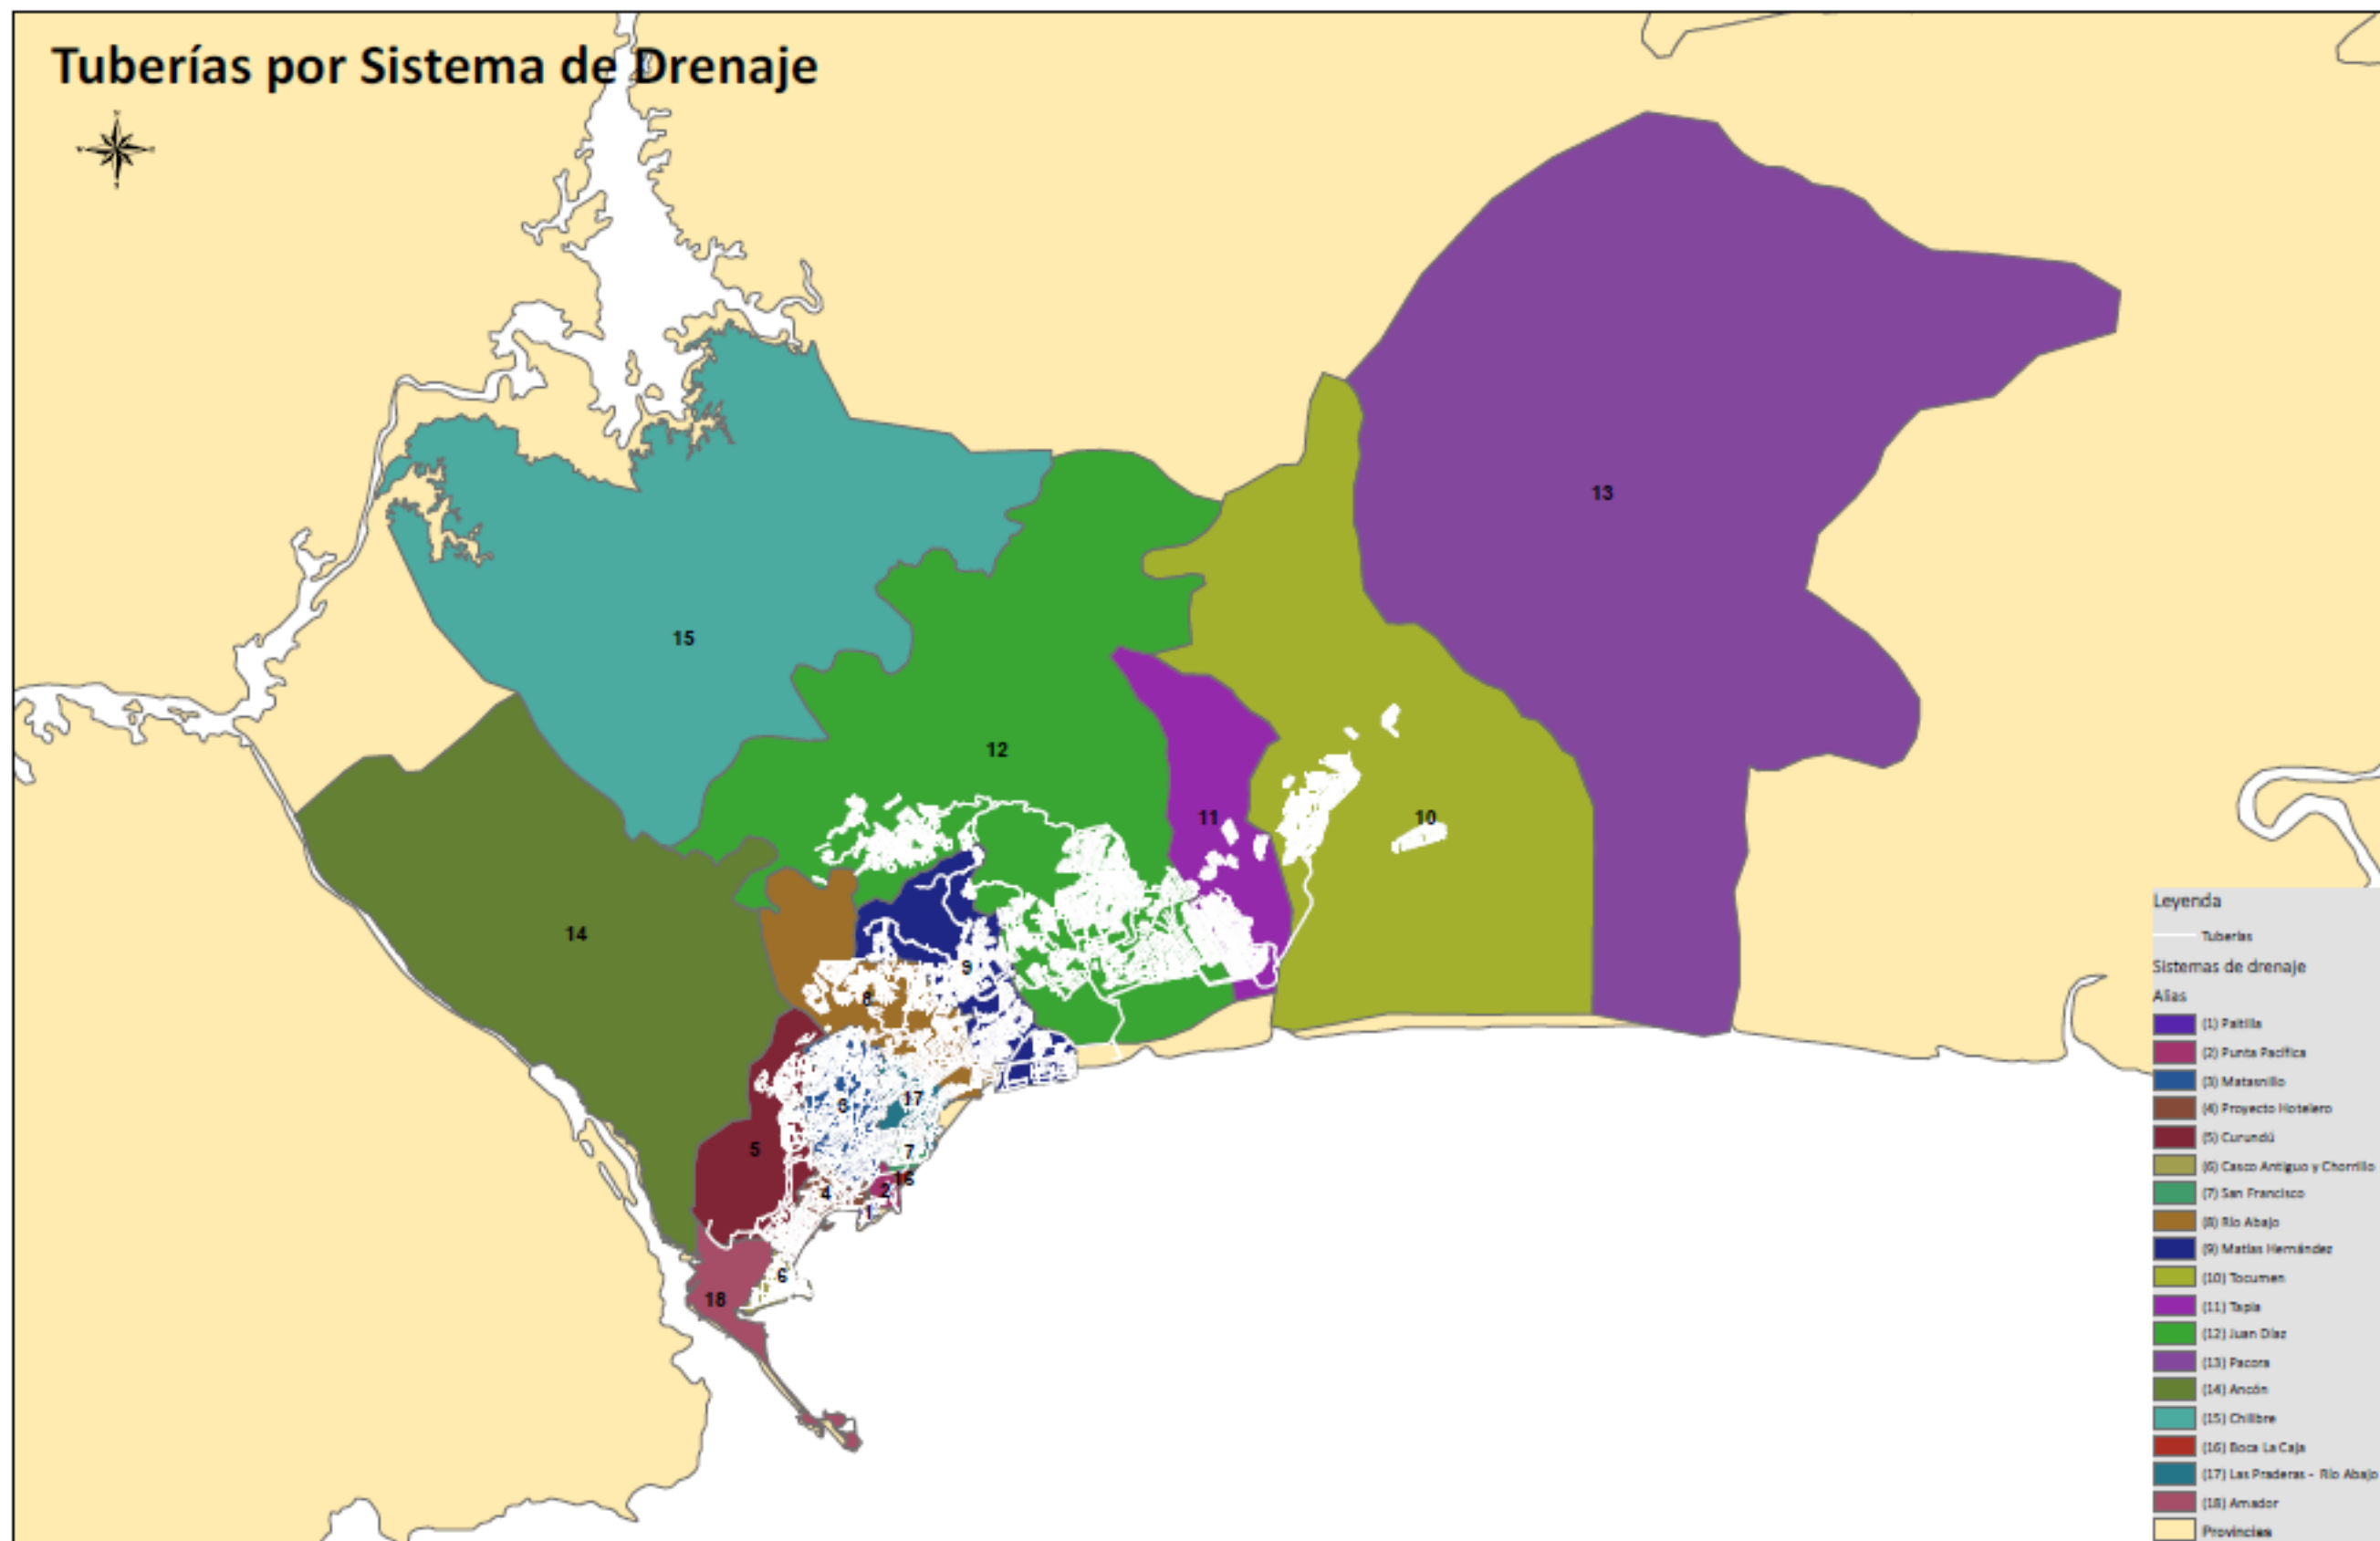 Tuberías por Sistema de Drenaje
13
15
12
11
10
14
9
8
3
17
5
7
16
4
2
1
6
18
Leyenda
Tuberías
Sistemas de drenaje
Alias
(1) Paitilla
(2) Punta Pacífica
(3) Matasnillo
(4) Proyecto Hotelero
(5) Curundú
(6) Casco Antiguo y Chorrillo
(7) San Francisco
(8) Río Abajo
(9) Matías Hernández
(10) Tocumen
(11) Tapia
(12) Juan Díaz
(13) Pacora
(14) Ancón
(15) Chilibre
(16) Boca La Caja
(17) Las Praderas - Río Abajo
(18) Amador
Provincias